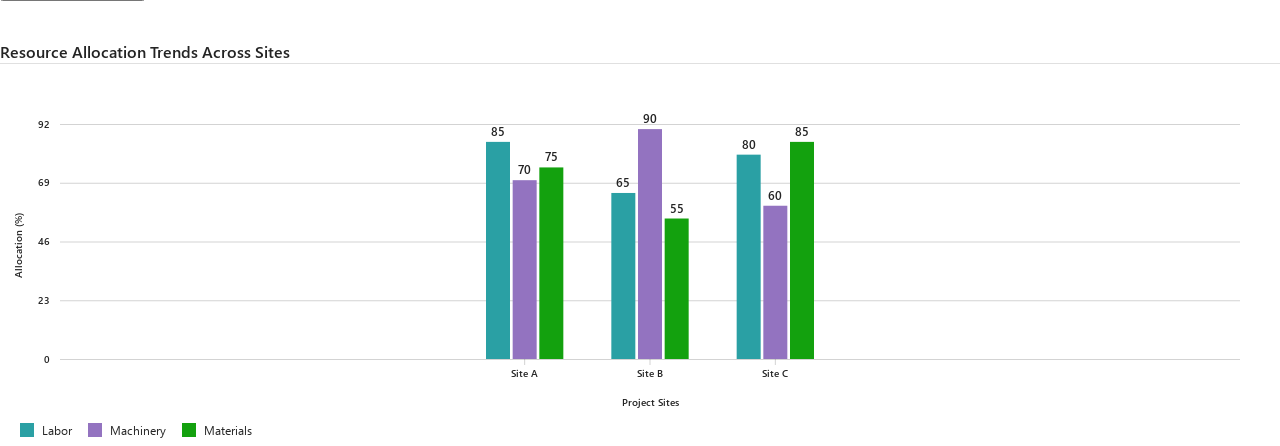 Resource Allocation Trends Across Sites
92
69
46
23
0
Allocation (%)
85
70
75
65
90
55
80
60
85
Site A
Site B
Site C
Project Sites
Labor
Machinery
Materials